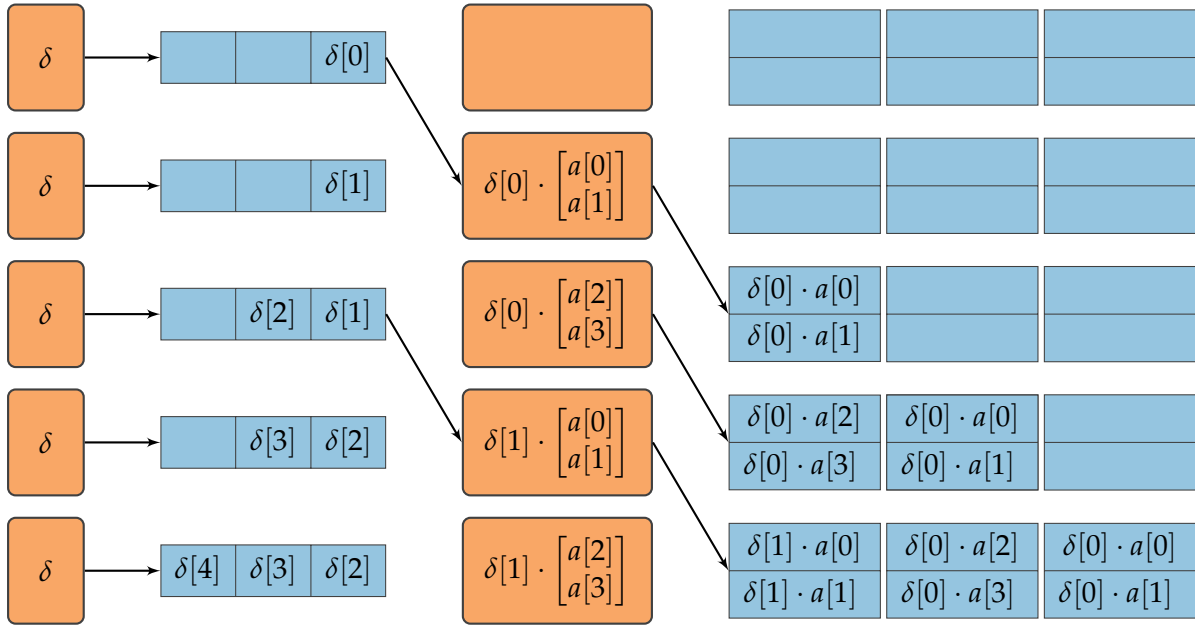 δ δ[0]
δ δ[1] δ[0] · [a[0] a[1]]
δ δ[2] δ[1] δ[0] · [a[2] a[3]] δ[0] · a[0]
δ[0] · a[1]
δ δ[3] δ[2] δ[1] · [a[0] a[1]] δ[0] · a[2] δ[0] · a[0]
δ[0] · a[3] δ[0] · a[1]
δ δ[4] δ[3] δ[2] δ[1] · [a[2] a[3]] δ[1] · a[0] δ[0] · a[2] δ[0] · a[0]
δ[1] · a[1] δ[0] · a[3] δ[0] · a[1]